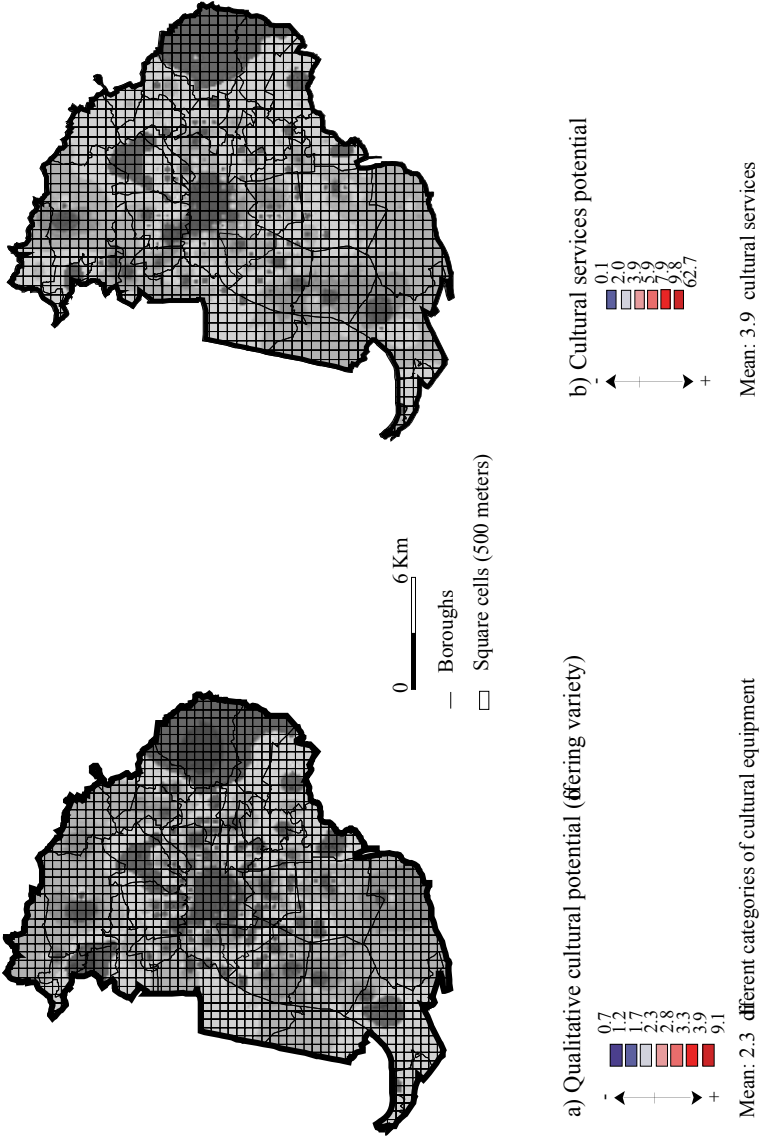 0 6 Km
Boroughs
Square cells (500 meters)
a) Qualitative cultural potential (ffering variety)
-
0.7
1.2
1.7
2.3
2.8
3.3
3.9
9.1
+
Mean: 2.3 dfferent categories of cultural equipment
b) Cultural services potential
-
0.1
2.0
3.9
5.9
7.9
9.8
62.7
+
Mean: 3.9 cultural services